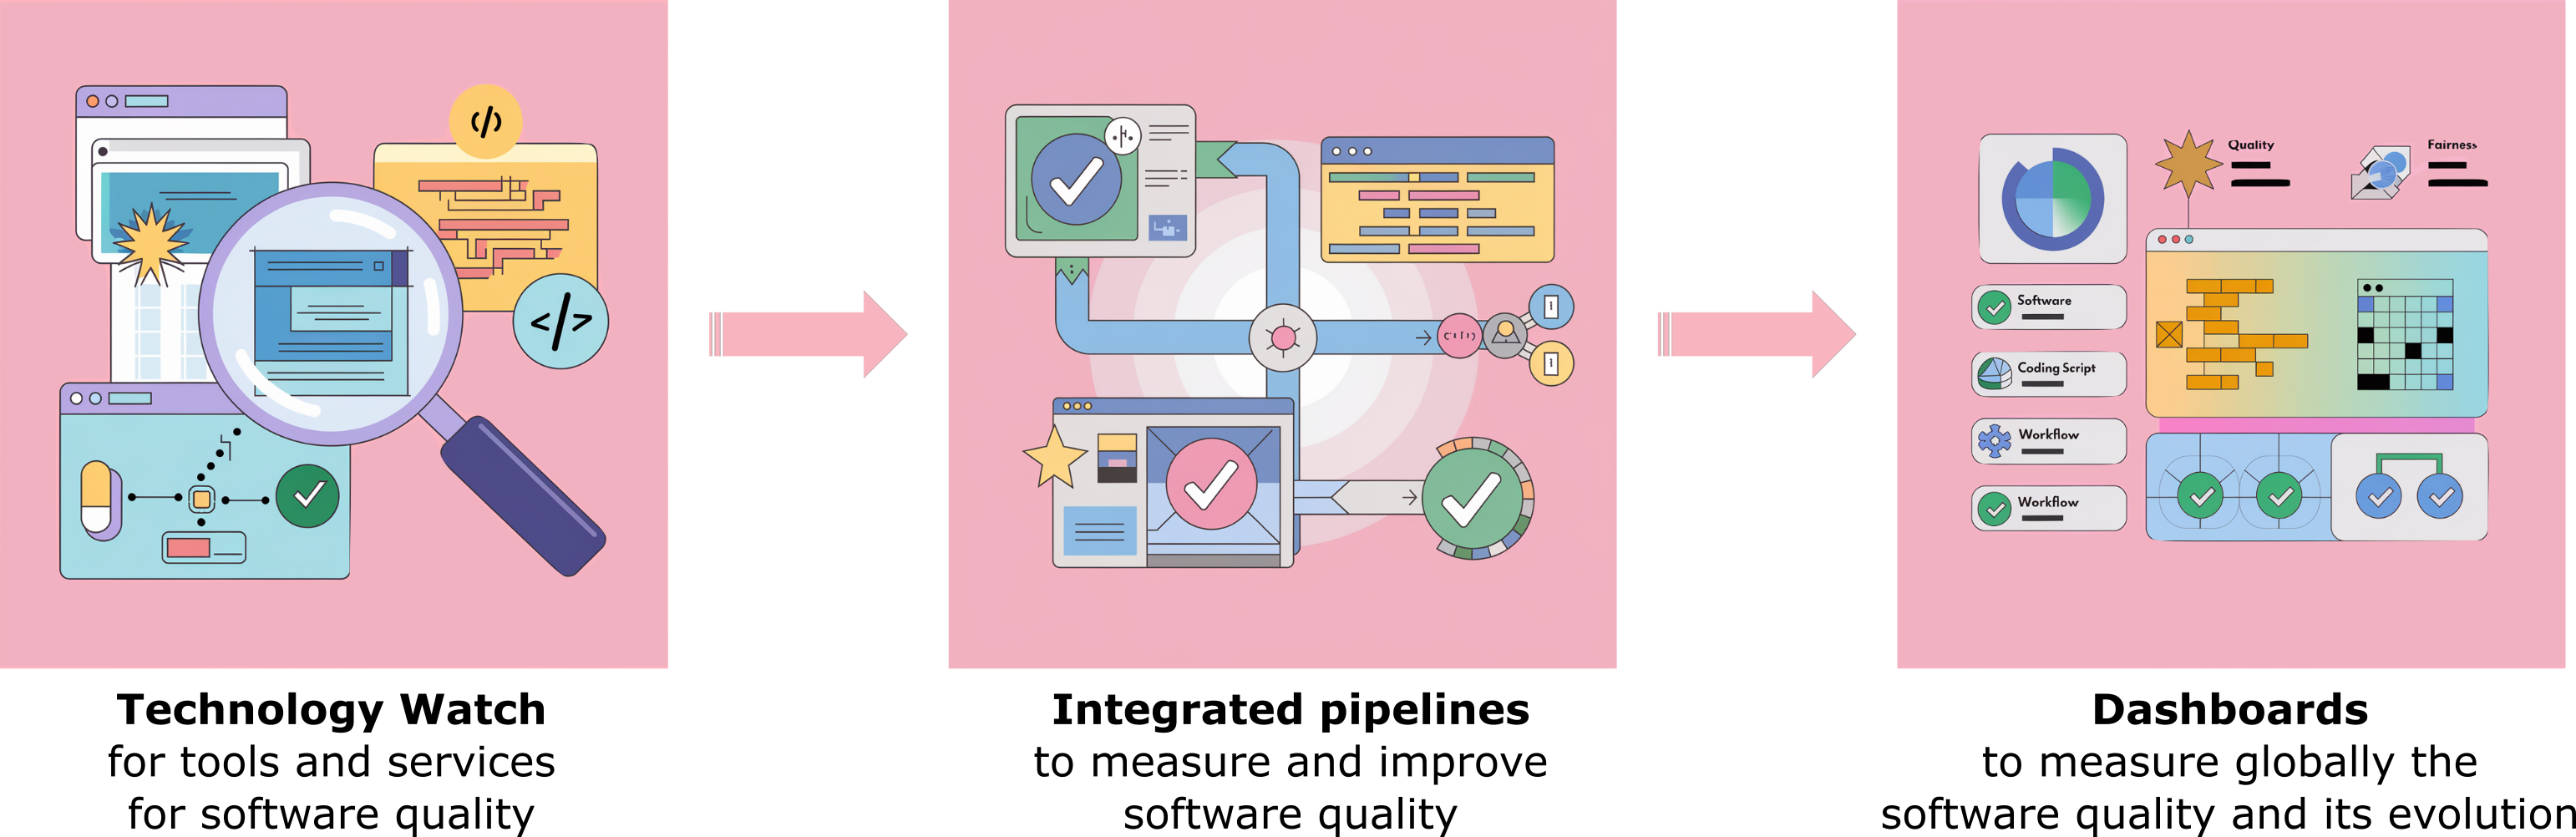 </>
</>
Technology Watch
for tools and services
for software quality
Integrated pipelines
to measure and improve
software quality
Quality
Fairness
Software
Coding Script
Workflow
Workflow
Dashboards
to measure globally the
software quality and its evolution